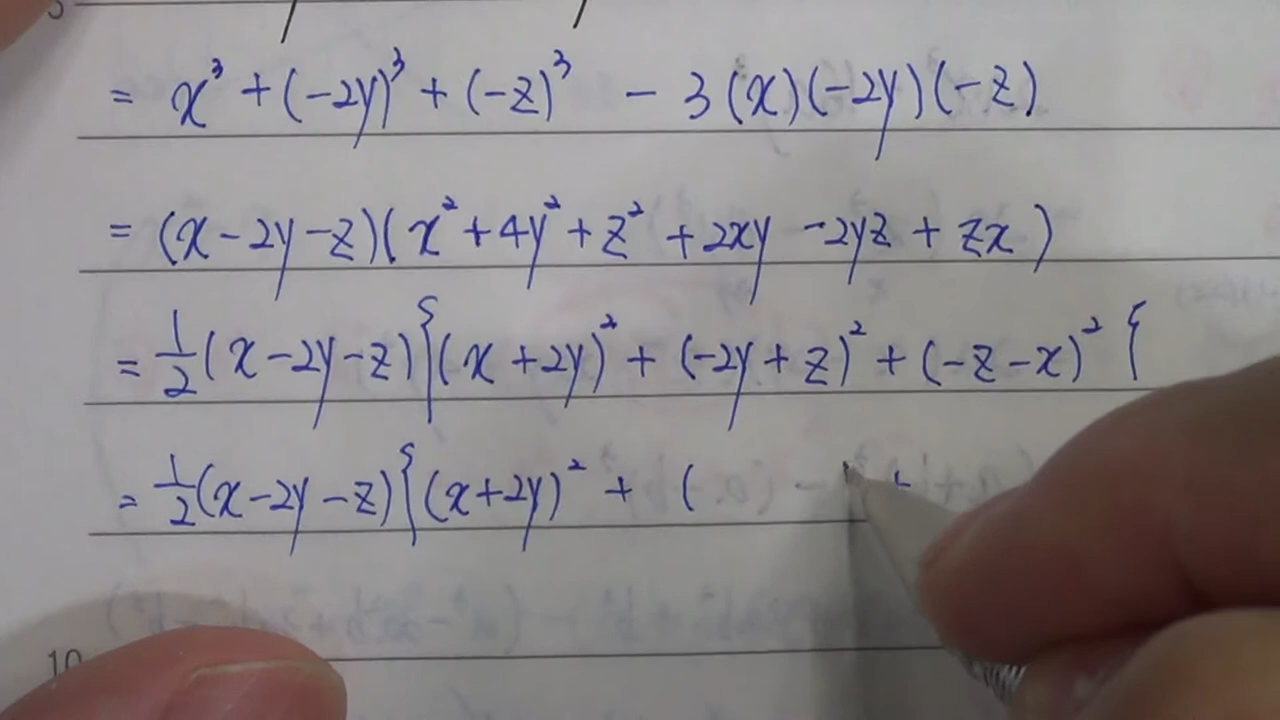 = x³ + (-2y)³ + (-z)³ - 3(x)(-2y)(-z)
= (x-2y-z)(x²+4y²+z²+2xy-2yz+zx)
= 1/2(x-2y-z){(x+2y)²+(-2y+z)²+(-z-x)²{
= 1/2(x-2y-z){(x+2y)² + (
10